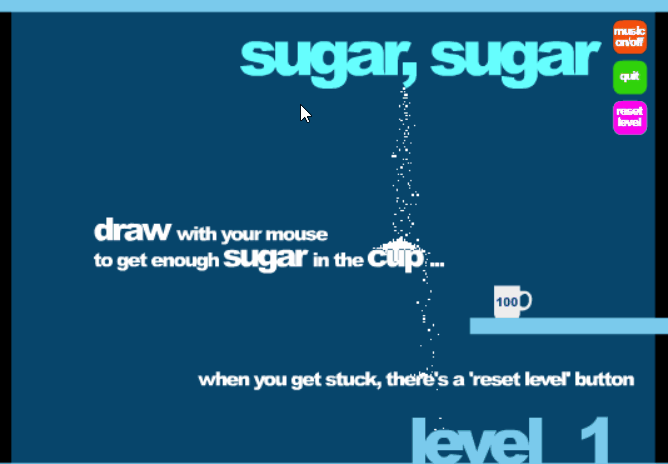 sugar, sugar
music
on/off
quit
reset
level
draw with your mouse
to get enough sugar in the cup ...
100
when you get stuck, there's a 'reset level' button
level 1